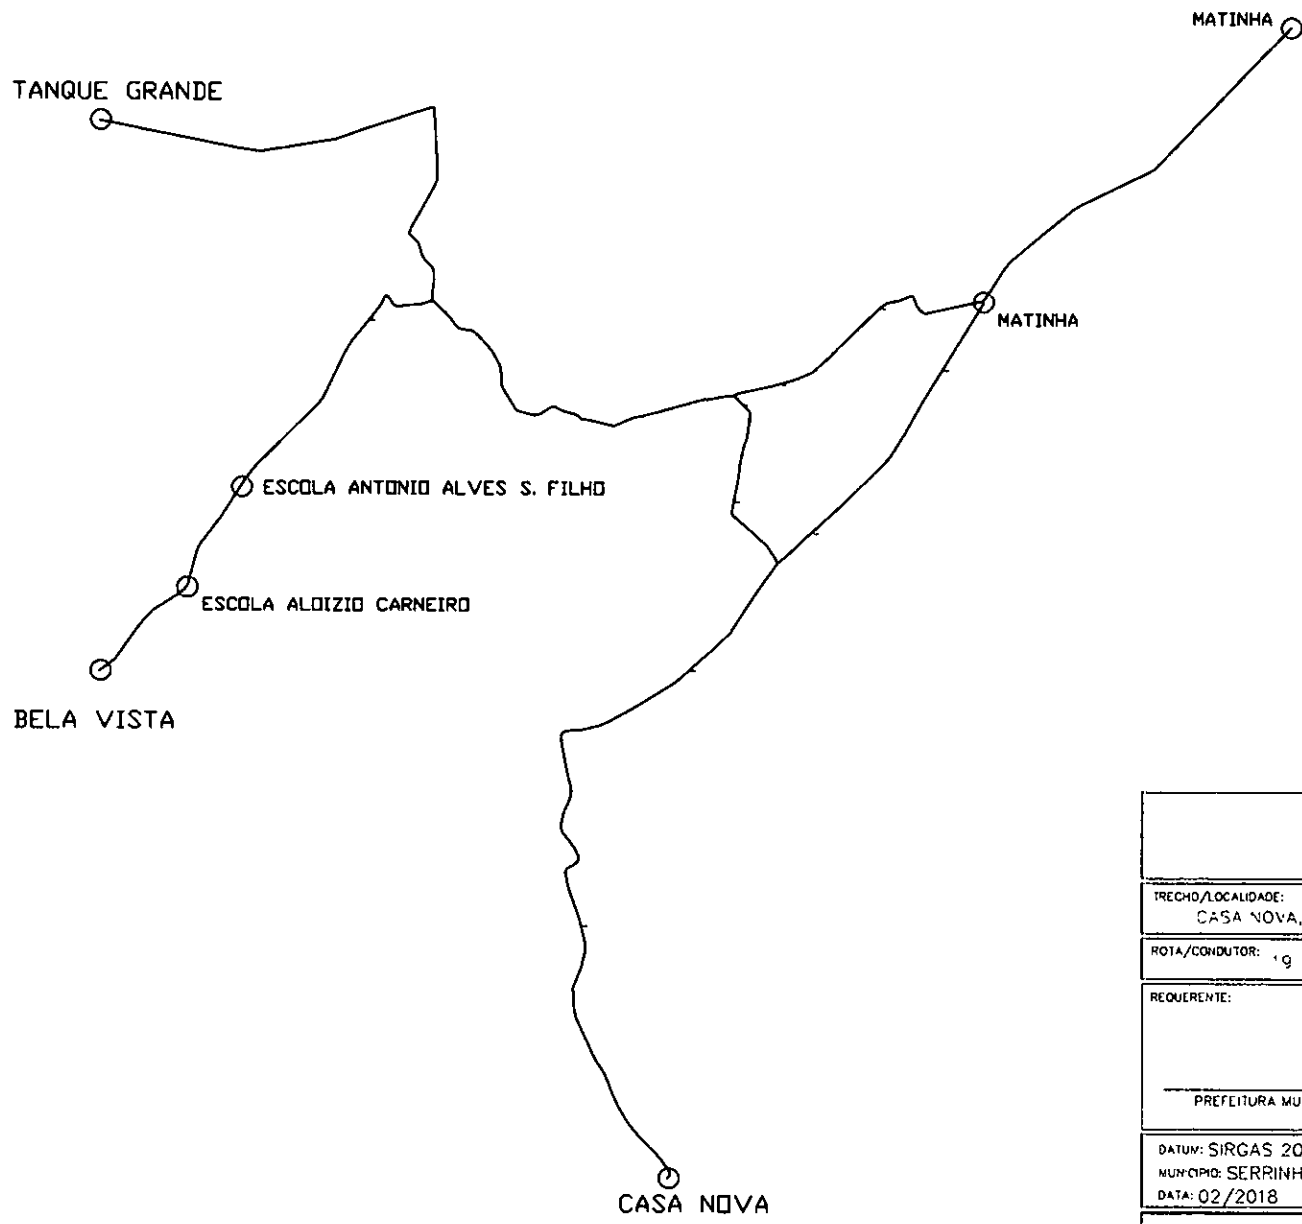 MATINHA
TANQUE GRANDE
MATINHA
ESCOLA ANTONIO ALVES S. FILHO
ESCOLA ALOIZIO CARNEIRO
BELA VISTA
CASA NOVA
TRECHO/LOCALIDADE:
CASA NOVA,
ROTA/CONDUTOR: 19
REQUERENTE:
PREFEITURA MU
DATUM: SIRGAS 20
MUNICIPIO: SERRINH
DATA: 02/2018